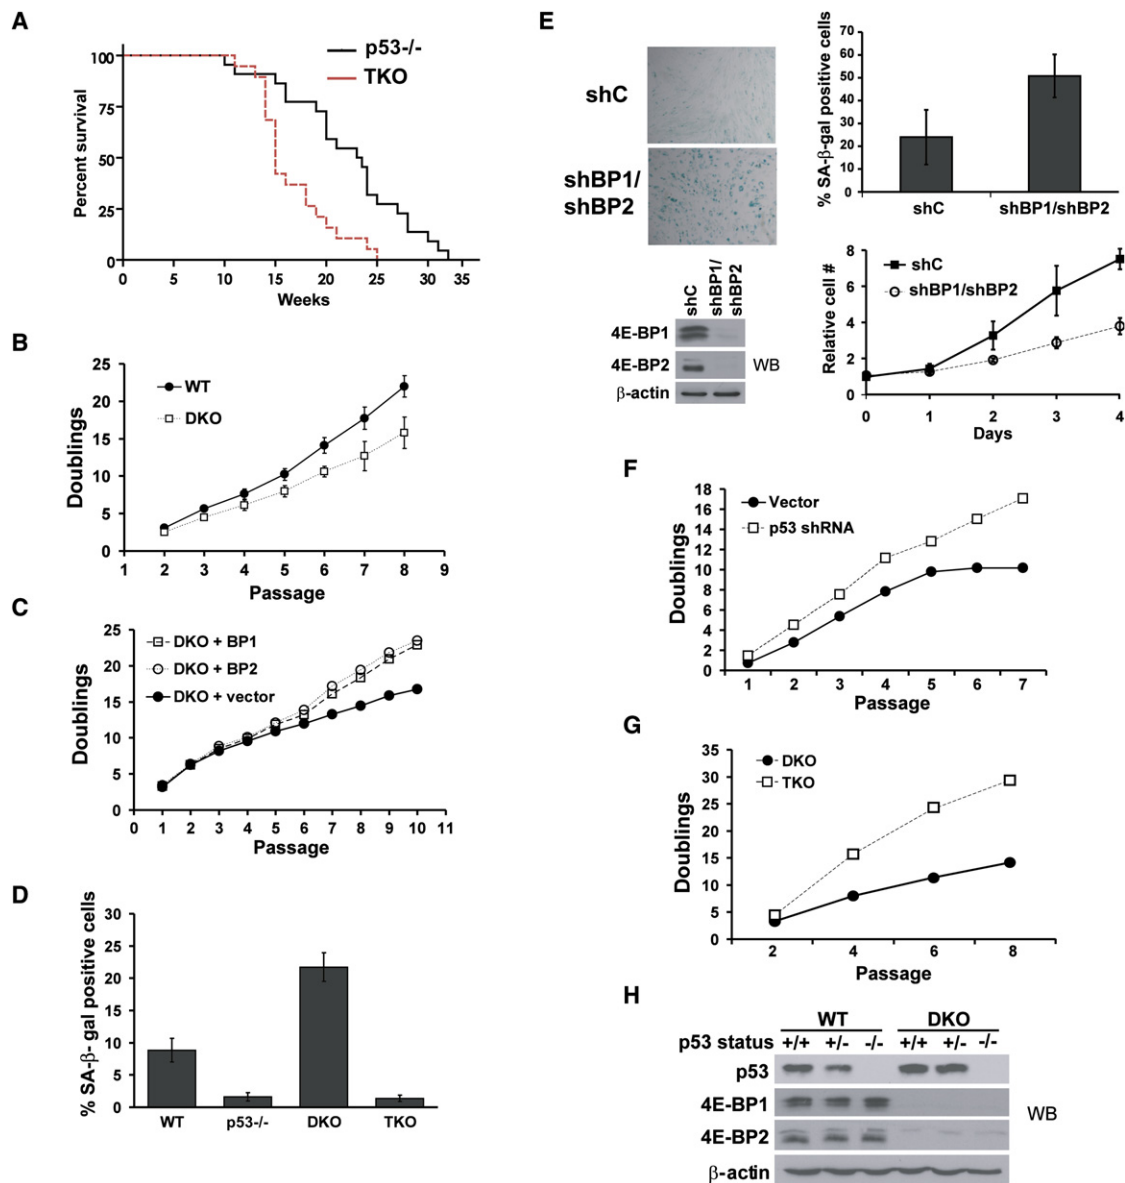 A
Percent survival
100
75
50
25
0
p53-/-
TKO
0 5 10 15 20 25 30 35
Weeks
B
Doublings
25
20
15
10
5
0
WT
DKO
1 2 3 4 5 6 7 8 9
Passage
C
Doublings
25
20
15
10
5
0
DKO + BP1
DKO + BP2
DKO + vector
0 1 2 3 4 5 6 7 8 9 10 11
Passage
D
% SA-β- gal positive cells
30
25
20
15
10
5
0
WT p53-/- DKO TKO
E
shC
shBP1/
shBP2
% SA-β-gal positive cells
70
60
50
40
30
20
10
0
shC shBP1/shBP2
shC
shBP1/
shBP2
4E-BP1
4E-BP2
β-actin
WB
Relative cell #
8
6
4
2
0
shC
shBP1/shBP2
0 1 2 3 4
Days
F
Doublings
18
16
14
12
10
8
6
4
2
0
Vector
p53 shRNA
1 2 3 4 5 6 7
Passage
G
Doublings
35
30
25
20
15
10
5
0
DKO
TKO
2 4 6 8
Passage
H
WT DKO
p53 status +/+ +/- -/- +/+ +/- -/-
p53
4E-BP1
4E-BP2
β-actin
WB